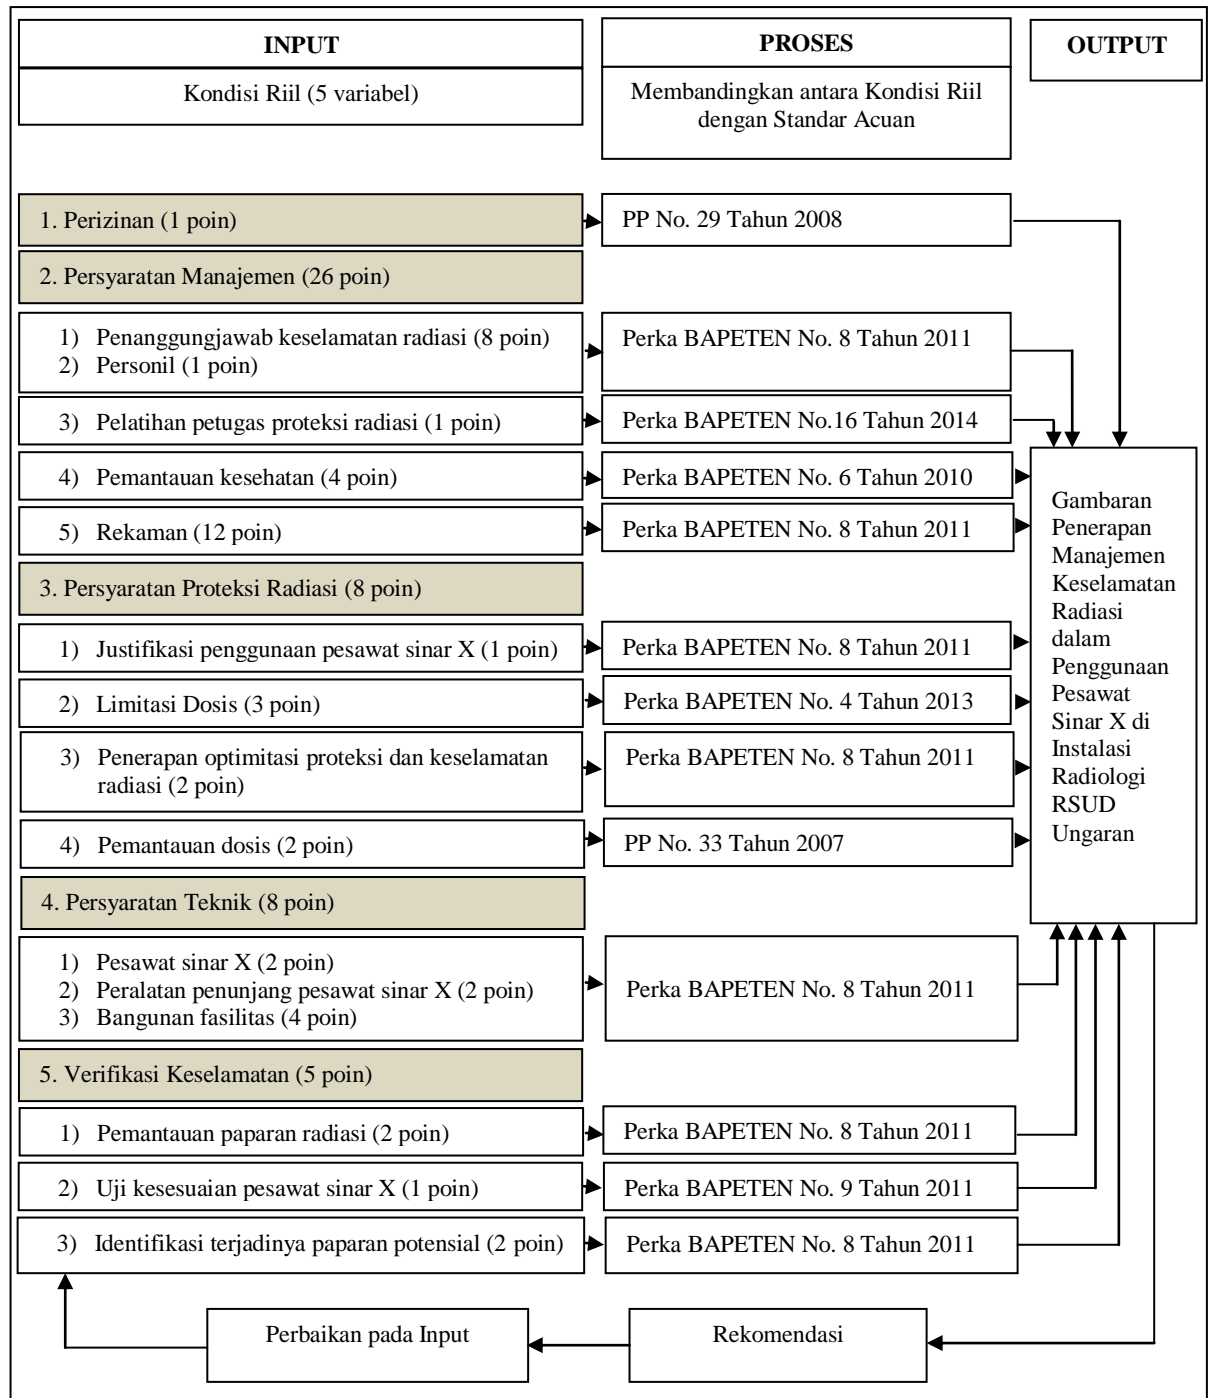 INPUT
Kondisi Riil (5 variabel)
PROSES
Membandingkan antara Kondisi Riil
dengan Standar Acuan
OUTPUT
1. Perizinan (1 poin)
PP No. 29 Tahun 2008
2. Persyaratan Manajemen (26 poin)
1) Penanggungjawab keselamatan radiasi (8 poin)
2) Personil (1 poin)
Perka BAPETEN No. 8 Tahun 2011
3) Pelatihan petugas proteksi radiasi (1 poin)
Perka BAPETEN No.16 Tahun 2014
4) Pemantauan kesehatan (4 poin)
Perka BAPETEN No. 6 Tahun 2010
5) Rekaman (12 poin)
Perka BAPETEN No. 8 Tahun 2011
3. Persyaratan Proteksi Radiasi (8 poin)
1) Justifikasi penggunaan pesawat sinar X (1 poin)
Perka BAPETEN No. 8 Tahun 2011
2) Limitasi Dosis (3 poin)
Perka BAPETEN No. 4 Tahun 2013
3) Penerapan optimitasi proteksi dan keselamatan
radiasi (2 poin)
Perka BAPETEN No. 8 Tahun 2011
4) Pemantauan dosis (2 poin)
PP No. 33 Tahun 2007
4. Persyaratan Teknik (8 poin)
1) Pesawat sinar X (2 poin)
2) Peralatan penunjang pesawat sinar X (2 poin)
3) Bangunan fasilitas (4 poin)
Perka BAPETEN No. 8 Tahun 2011
5. Verifikasi Keselamatan (5 poin)
1) Pemantauan paparan radiasi (2 poin)
Perka BAPETEN No. 8 Tahun 2011
2) Uji kesesuaian pesawat sinar X (1 poin)
Perka BAPETEN No. 9 Tahun 2011
3) Identifikasi terjadinya paparan potensial (2 poin)
Perka BAPETEN No. 8 Tahun 2011
Gambaran
Penerapan
Manajemen
Keselamatan
Radiasi
dalam
Penggunaan
Pesawat
Sinar X di
Instalasi
Radiologi
RSUD
Ungaran
Perbaikan pada Input
Rekomendasi